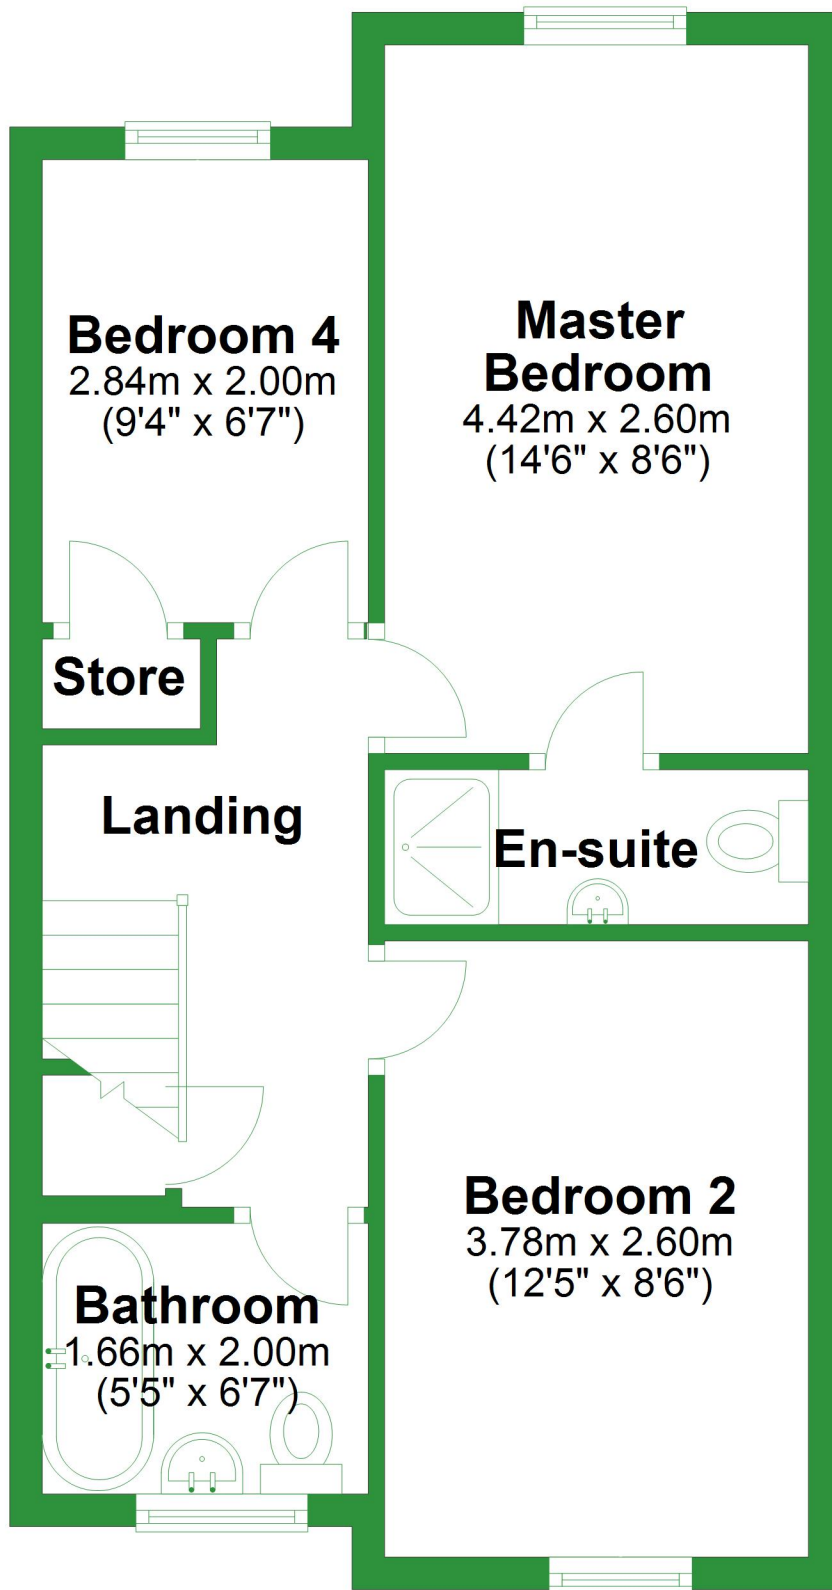 Bedroom 4
2.84m x 2.00m
(9'4" x 6'7")
Master
Bedroom
4.42m x 2.60m
(14'6" x 8'6")
Store
Landing
En-suite
Bedroom 2
3.78m x 2.60m
(12'5" x 8'6")
Bathroom
1.66m x 2.00m
(5'5" x 6'7")